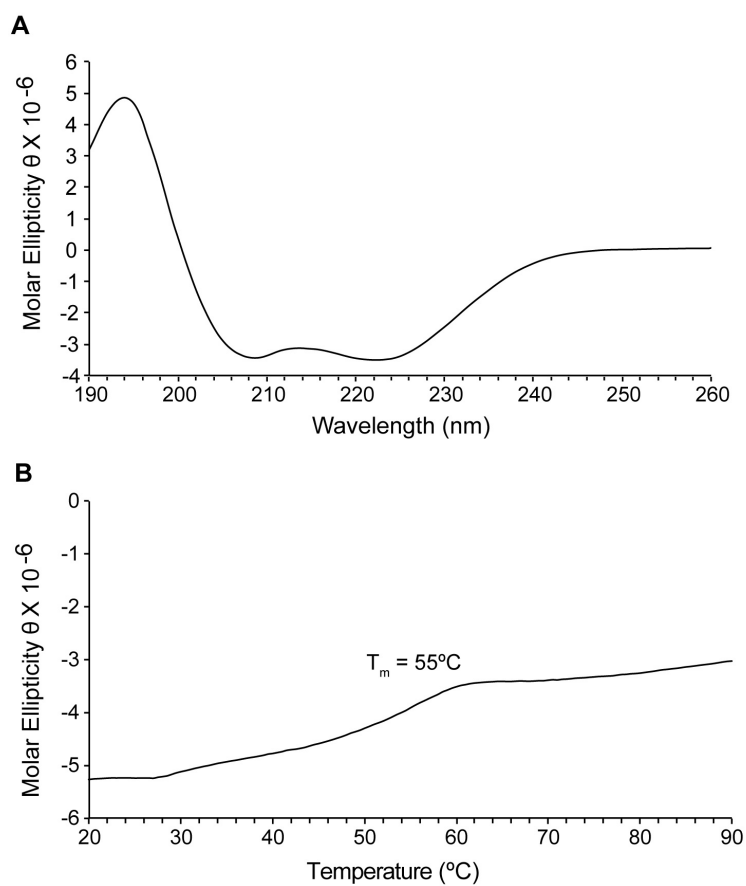 A
Molar Ellipticity θ X 10 -6
6
5
4
3
2
1
0
-1
-2
-3
-4
190 200 210 220 230 240 250 260
Wavelength (nm)
B
Molar Ellipticity θ X 10 -6
0
-1
-2
-3
-4
-5
-6
Tm = 55ºC
20 30 40 50 60 70 80 90
Temperature (ºC)